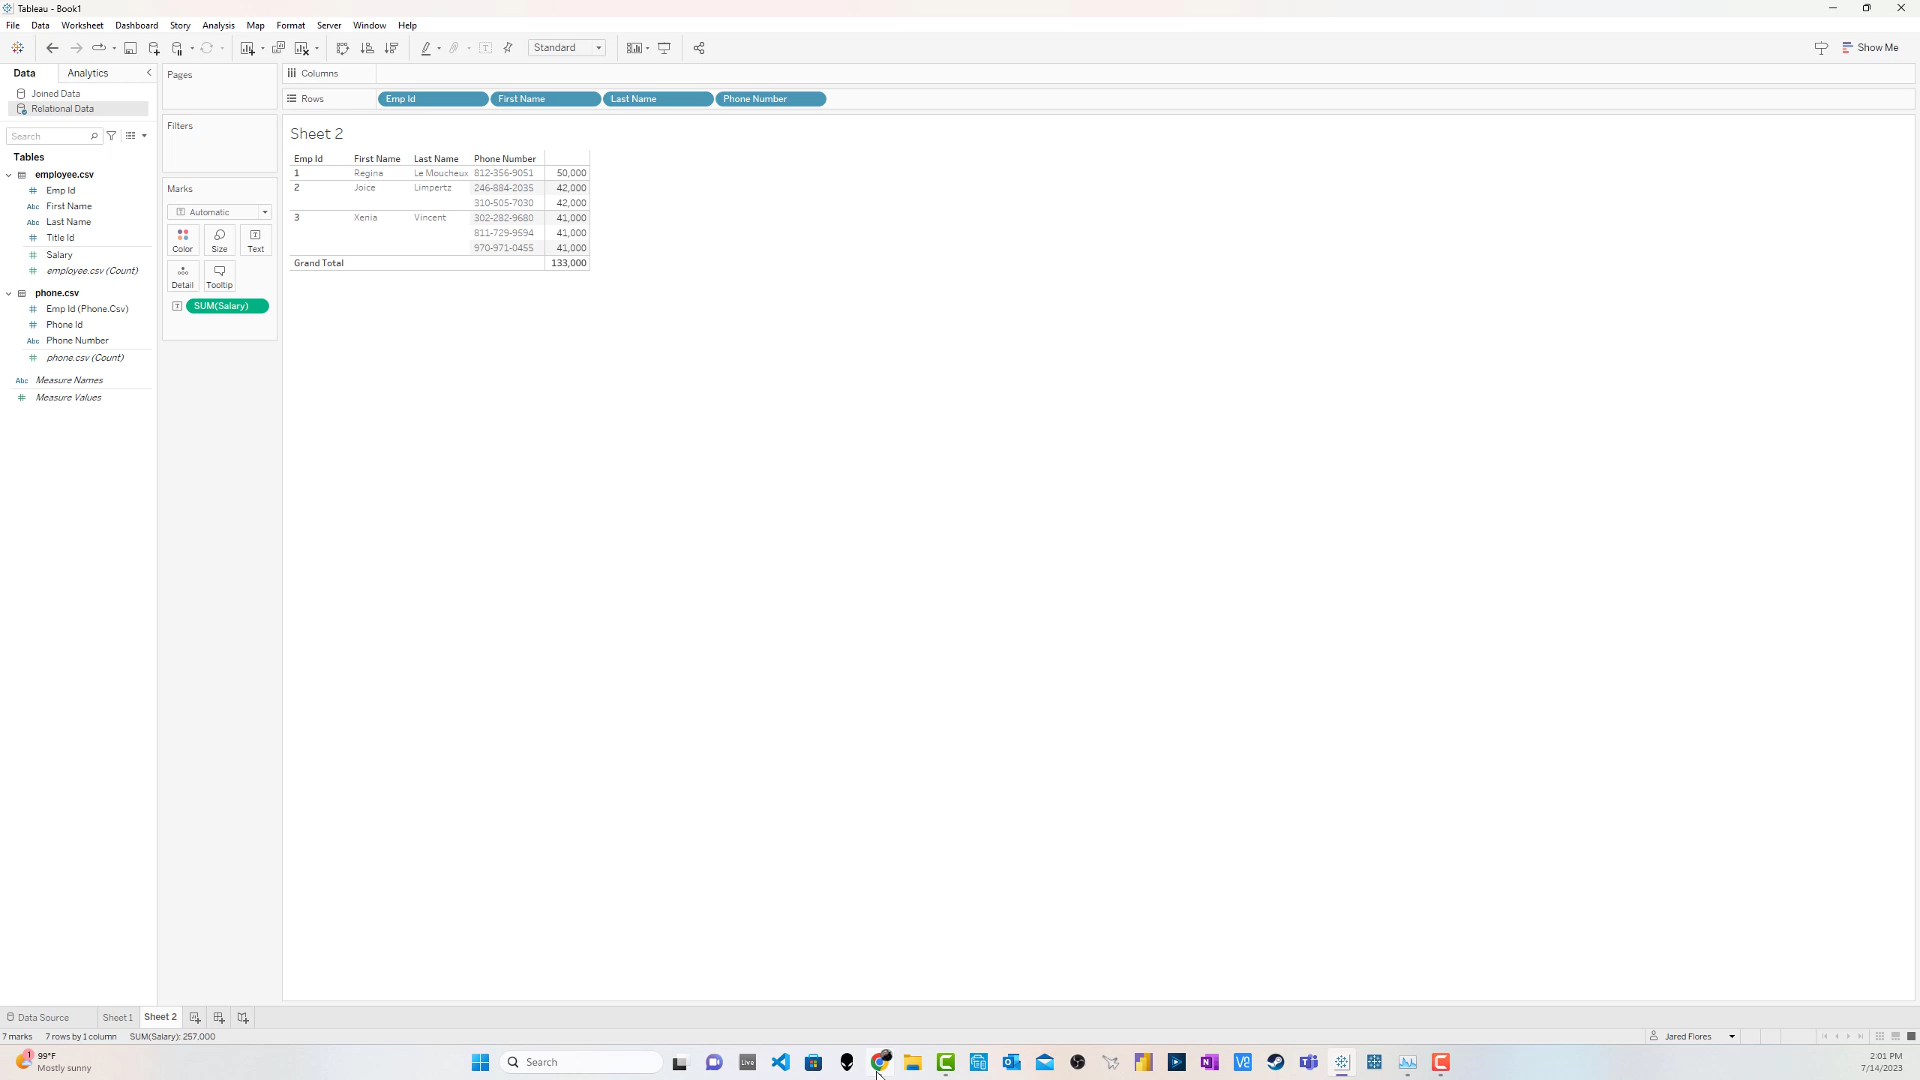 Tableau - Book1
File Data Worksheet Dashboard Story Analysis Map Format Server Window Help
Standard
Show Me
Data Analytics
Joined Data
Relational Data
Search
Tables
employee.csv
# Emp Id
Abc First Name
Abc Last Name
# Title Id
# Salary
# employee.csv (Count)
phone.csv
# Emp Id (Phone.Csv)
# Phone Id
Abc Phone Number
# phone.csv (Count)
Abc Measure Names
# Measure Values
Pages
Filters
Marks
T Automatic
Color Size Text
Detail Tooltip
T SUM(Salary)
Columns
Rows Emp Id First Name Last Name Phone Number
Sheet 2
Emp Id First Name Last Name Phone Number
1 Regina Le Moucheux 812-356-9051 50,000
2 Joice Limpertz 246-884-2035 42,000
310-505-7030 42,000
3 Xenia Vincent 302-282-9680 41,000
811-729-9594 41,000
970-971-0455 41,000
Grand Total 133,000
Data Source Sheet 1 Sheet 2
7 marks 7 rows by 1 column SUM(Salary): 257,000
Jared Flores
1 99°F
Mostly sunny
Search
Live
2:01 PM
7/14/2023